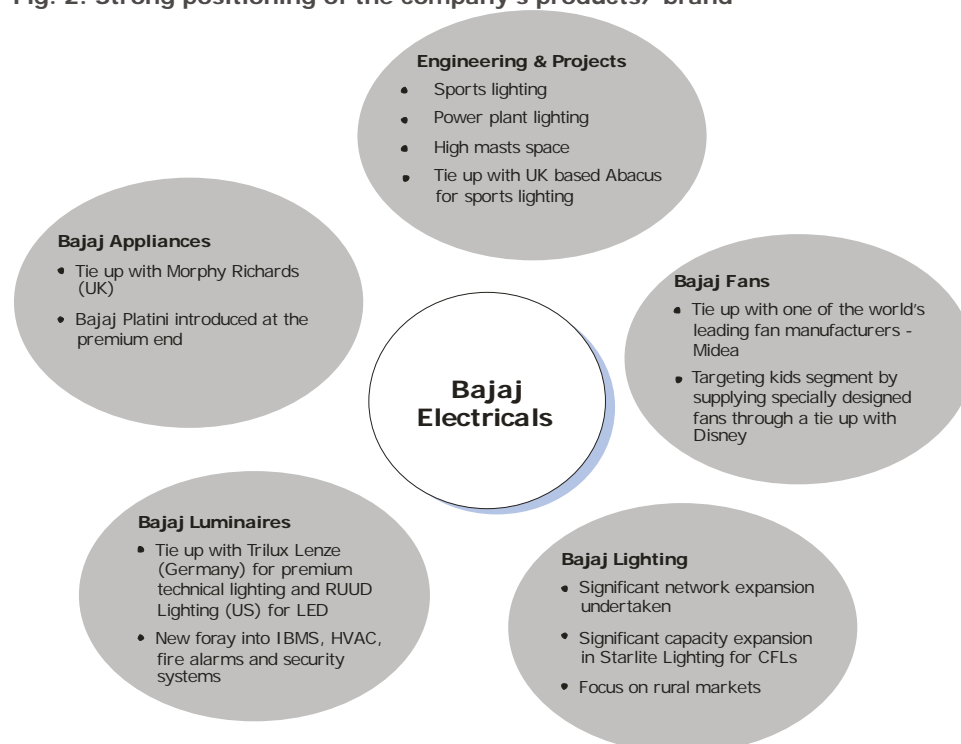 Fig. 2: Strong positioning of the company's products/ brand
Engineering & Projects
• Sports lighting
• Power plant lighting
• High masts space
• Tie up with UK based Abacus
for sports lighting
Bajaj Appliances
• Tie up with Morphy Richards
(UK)
• Bajaj Platini introduced at the
premium end
Bajaj Fans
• Tie up with one of the world's
leading fan manufacturers -
Midea
• Targeting kids segment by
supplying specially designed
fans through a tie up with
Disney
Bajaj
Electricals
Bajaj Luminaires
• Tie up with Trilux Lenze
(Germany) for premium
technical lighting and RUUD
Lighting (US) for LED
• New foray into IBMS, HVAC,
fire alarms and security
systems
Bajaj Lighting
• Significant network expansion
undertaken
• Significant capacity expansion
in Starlite Lighting for CFLs
• Focus on rural markets